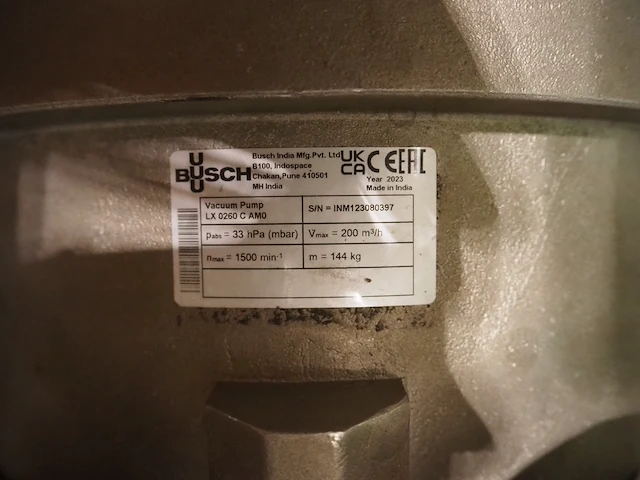 BUSCH
Busch India Mfg.Pvt. Ltd
B100, Indospace
Chakan,Pune 410501
MH India
UK
CA CE EAC
Year 2023
Made in India
Vacuum Pump
LX 0260 C AM0
S/N = INM123080397
pabs = 33 hPa (mbar)
Vmax = 200 m³/h
nmax = 1500 min-1
m = 144 kg